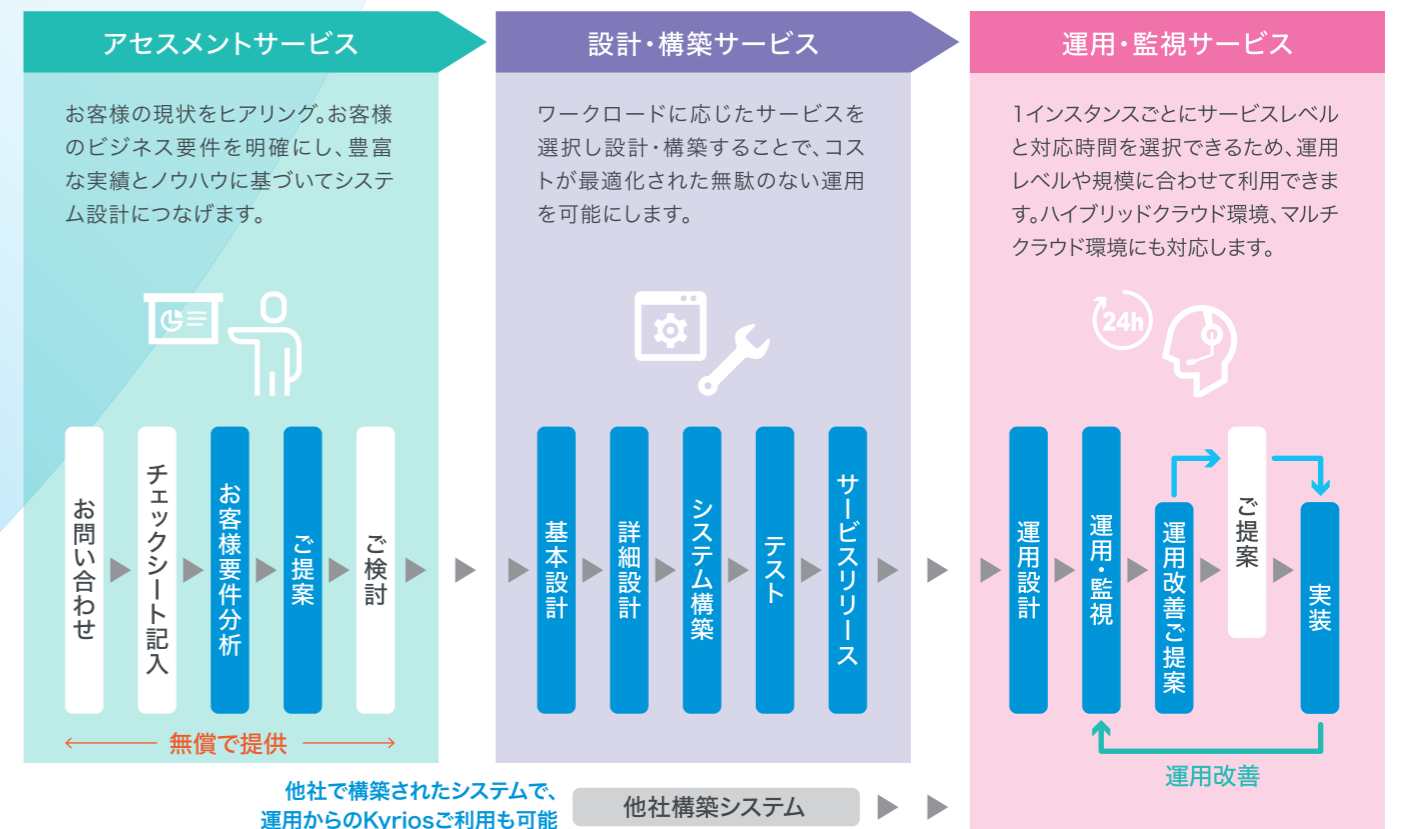 アセスメントサービス
お客様の現状をヒアリング。お客様
のビジネス要件を明確にし、豊富
な実績とノウハウに基づいてシステ
ム設計につなげます。
お問い合わせ
チェックシート記入
お客様要件分析
ご提案
ご検討
無償で提供
設計・構築サービス
ワークロードに応じたサービスを
選択し設計・構築することで、コス
トが最適化された無駄のない運用
を可能にします。
基本設計
詳細設計
システム構築
テスト
サービスリリース
運用・監視サービス
1インスタンスごとにサービスレベル
と対応時間を選択できるため、運用
レベルや規模に合わせて利用できま
す。ハイブリッドクラウド環境、マルチ
クラウド環境にも対応します。
24h
運用設計
運用・監視
運用改善ご提案
ご提案
実装
運用改善
他社で構築されたシステムで、
運用からのKyriosご利用も可能
他社構築システム